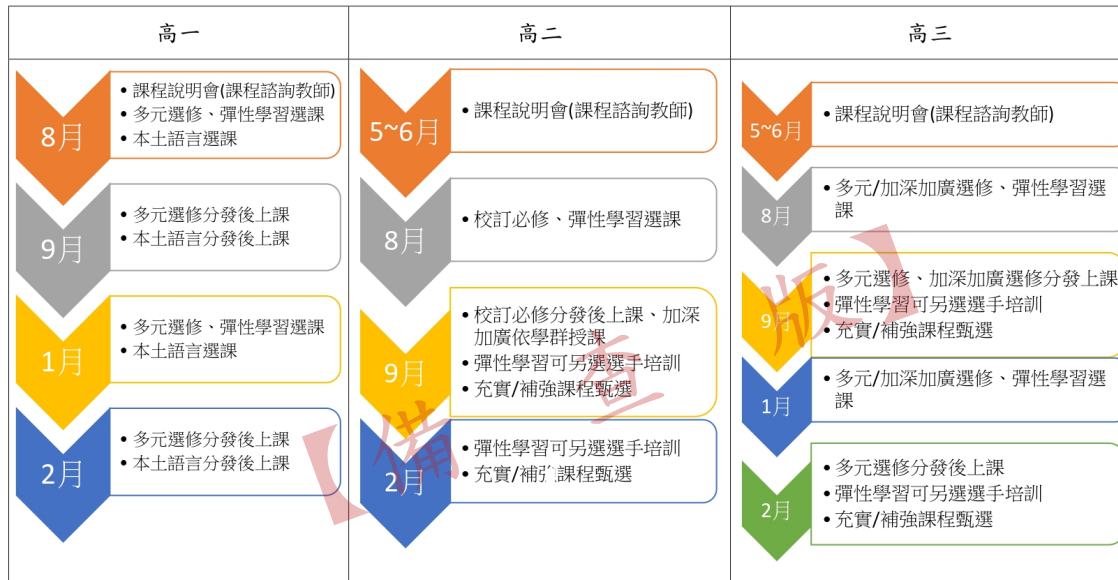 高一
8月
• 課程說明會(課程諮詢教師)
• 多元選修、彈性學習選課
• 本土語言選課
9月
• 多元選修分發後上課
• 本土語言分發後上課
1月
• 多元選修、彈性學習選課
• 本土語言選課
2月
• 多元選修分發後上課
• 本土語言分發後上課
高二
5~6月
• 課程說明會(課程諮詢教師)
8月
• 校訂必修、彈性學習選課
9月
• 校訂必修分發後上課、加深
加廣依學群授課
• 彈性學習可另選選手培訓
• 充實/補強課程甄選
2月
• 彈性學習可另選選手培訓
• 充實/補強課程甄選
高三
5~6月
• 課程說明會(課程諮詢教師)
8月
• 多元/加深加廣選修、彈性學習選
課
9月
• 多元選修、加深加廣選修分發上課
• 彈性學習可另選選手培訓
• 充實/補強課程甄選
1月
• 多元/加深加廣選修、彈性學習選
課
2月
• 多元選修分發後上課
• 彈性學習可另選選手培訓
• 充實/補強課程甄選
【備查版】